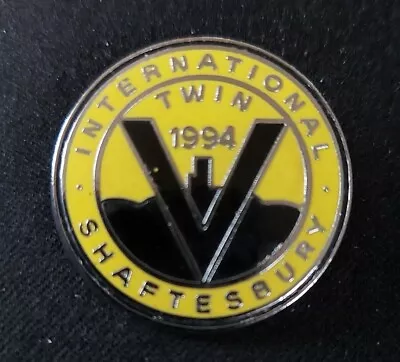 · INTERNATIONAL ·
TWIN
1994
V
SHAFTESBURY